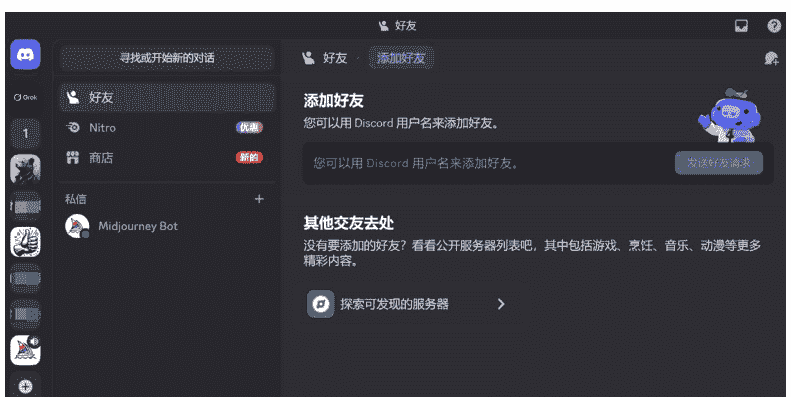 好友
Grok
寻找或开始新的对话
好友
添加好友
1
好友
Nitro
优惠
商店
新的
私信
Midjourney Bot
添加好友
您可以用 Discord 用户名来添加好友。
您可以用 Discord 用户名来添加好友。
发送好友请求
其他交友去处
没有要添加的好友？看看公开服务器列表吧，其中包括游戏、烹饪、音乐、动漫等更多
精彩内容。
探索可发现的服务器